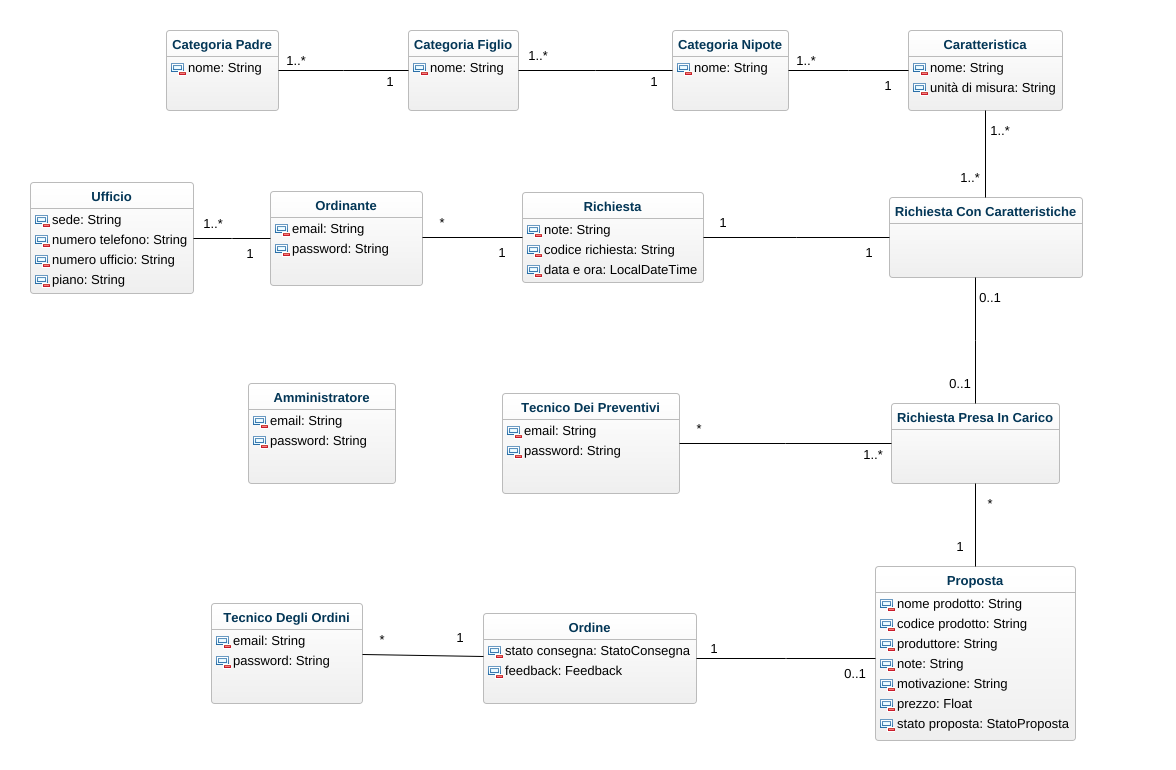 Categoria Padre
nome: String
1..*
1
Categoria Figlio
nome: String
1..*
1
Categoria Nipote
nome: String
1..*
1
Caratteristica
nome: String
unità di misura: String
1..*
1..*
Ufficio
sede: String
numero telefono: String
numero ufficio: String
piano: String
1..*
1
Ordinante
email: String
password: String
*
1
Richiesta
note: String
codice richiesta: String
data e ora: LocalDateTime
1
1
Richiesta Con Caratteristiche
0..1
0..1
Amministratore
email: String
password: String
Tecnico Dei Preventivi
email: String
password: String
*
1..*
Richiesta Presa In Carico
*
1
Tecnico Degli Ordini
email: String
password: String
*
1
Ordine
stato consegna: StatoConsegna
feedback: Feedback
1
0..1
Proposta
nome prodotto: String
codice prodotto: String
produttore: String
note: String
motivazione: String
prezzo: Float
stato proposta: StatoProposta